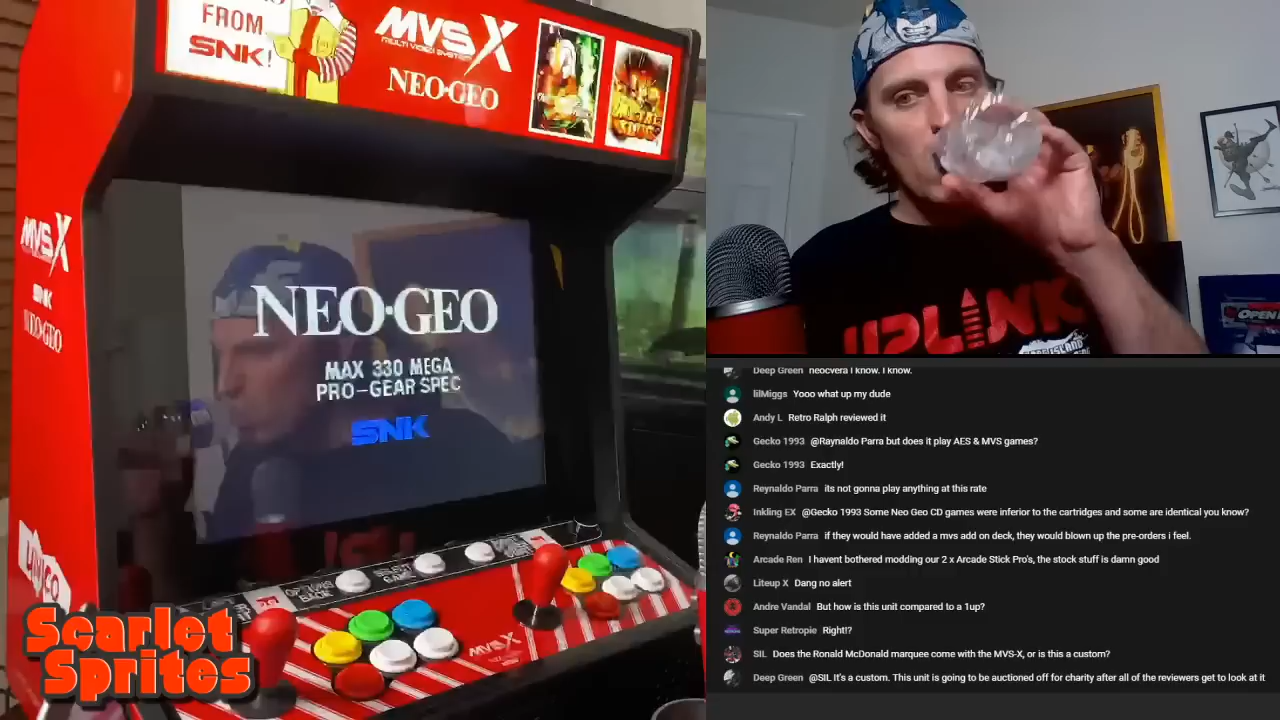 FROM
SNK!
MVSX
MULTI VIDEO SYSTEM
NEO·GEO
MVSX
SNK
NEO·GEO
NEO·GEO
MAX 330 MEGA
PRO-GEAR SPEC
SNK
OPTIONS
BACK
SELECT
GAME
MVSX
Scarlet
Sprites
UPLINK
OPEN
Deep Green neocvera I know. I know.
lilMiggs Yooo what up my dude
Andy L Retro Ralph reviewed it
Gecko 1993 @Raynaldo Parra but does it play AES & MVS games?
Gecko 1993 Exactly!
Reynaldo Parra its not gonna play anything at this rate
Inkling EX @Gecko 1993 Some Neo Geo CD games were inferior to the cartridges and some are identical you know?
Reynaldo Parra if they would have added a mvs add on deck, they would blown up the pre-orders i feel.
Arcade Ren I havent bothered modding our 2 x Arcade Stick Pro's, the stock stuff is damn good
Liteup X Dang no alert
Andre Vandal But how is this unit compared to a 1up?
Super Retropie Right!?
SIL Does the Ronald McDonald marquee come with the MVS-X, or is this a custom?
Deep Green @SIL It's a custom. This unit is going to be auctioned off for charity after all of the reviewers get to look at it